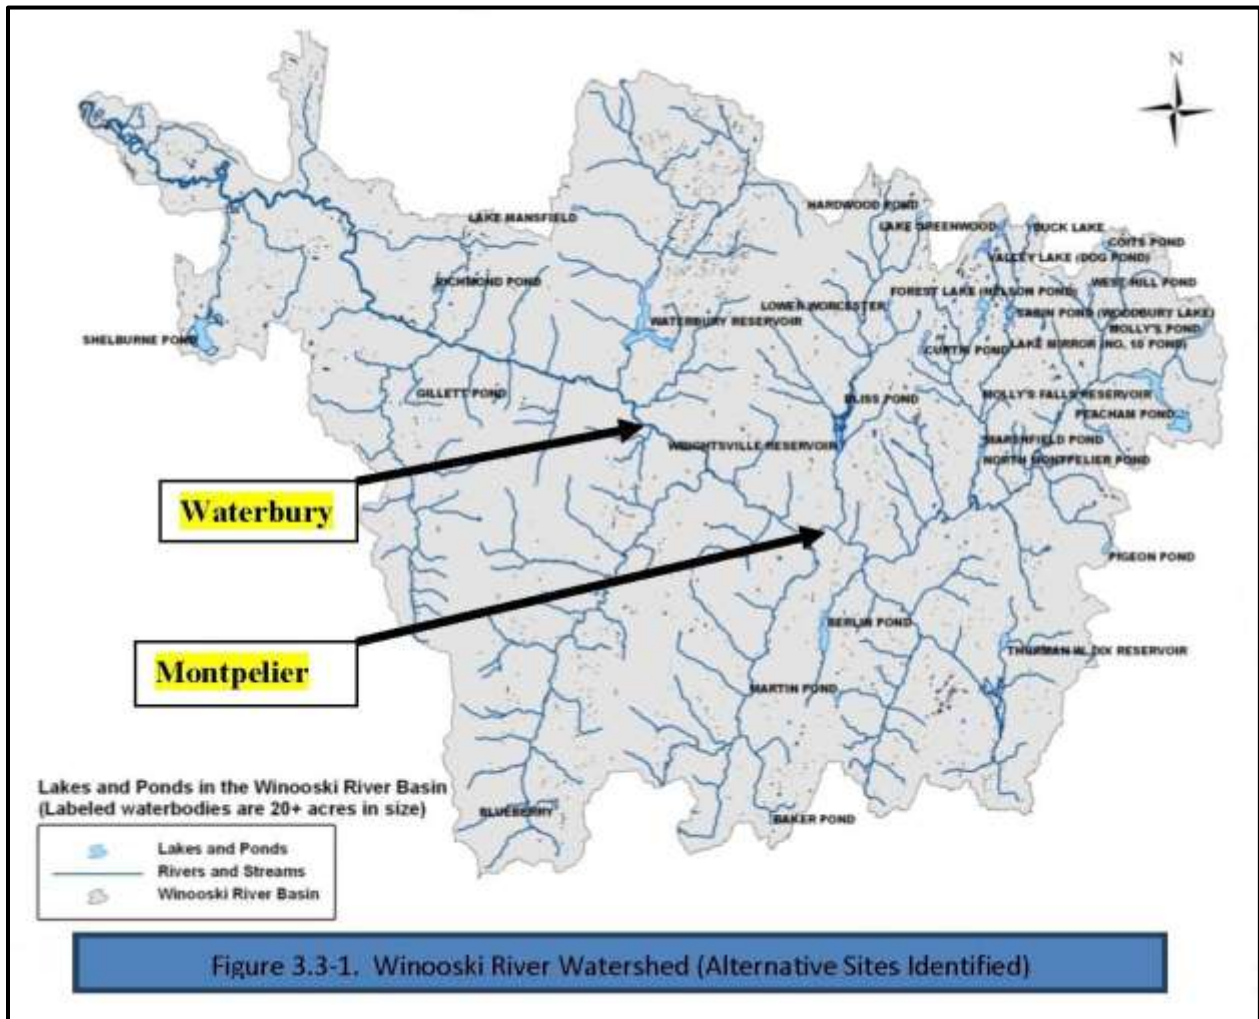 N
LAKE MANSFIELD
HARDWOOD POND
LAKE GREENWOOD
BUCK LAKE
COITS POND
VALLEY LAKE (DOG POND)
RICHMOND POND
FOREST LAKE (NELSON POND)
WEST HILL POND
LOWER WORCESTER
SABIN POND (WOODBURY LAKE)
WATERBURY RESERVOIR
MOLLY'S POND
SHELBURNE POND
CURTIS POND
LAKE MIRROR (NO. 10 POND)
GILLETT POND
BLISS POND
MOLLY'S FALLS RESERVOIR
PEACHAM POND
WRIGHTSVILLE RESERVOIR
MARSHFIELD POND
NORTH MONTPELIER POND
Waterbury
PIGEON POND
BERLIN POND
THURMAN W. DIX RESERVOIR
Montpelier
MARTIN POND
Lakes and Ponds in the Winooski River Basin
(Labeled waterbodies are 20+ acres in size)
BLUEBERRY
BAKER POND
Lakes and Ponds
Rivers and Streams
Winooski River Basin
Figure 3.3-1. Winooski River Watershed (Alternative Sites Identified)